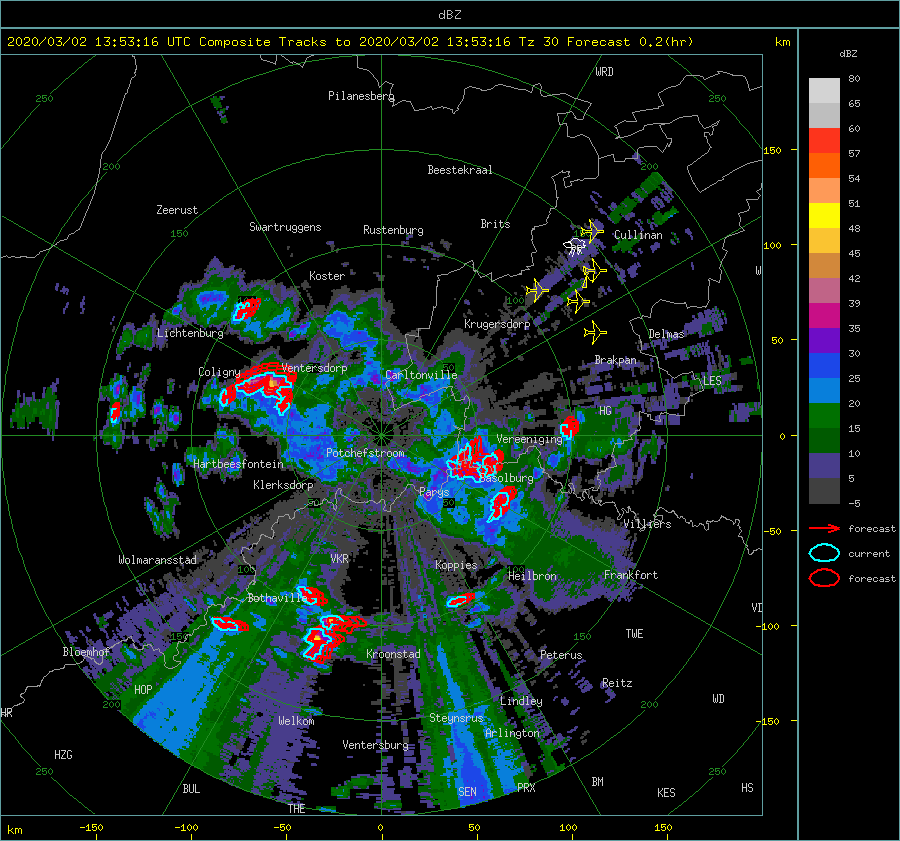 dBZ
2020/03/02 13:53:16 UTC Composite Tracks to 2020/03/02 13:53:16 Tz 30 Forecast 0.2(hr)
km
dBZ
80
65
60
57
54
51
48
45
42
39
35
30
25
20
15
10
5
-5
forecast
current
forecast
WRD
250
Pilanesberg
250
150
200
Beestekraal
200
Zeerust
Swartruggens
Rustenburg
Brits
150
Cullinan
100
Koster
W
100
100
Krugersdorp
Lichtenburg
Delmas
50
Brakpan
Coligny
Ventersdorp
Carltonville
LES
HG
Vereeniging
0
Potchefstroom
Hartbeesfontein
Sasolburg
Klerksdorp
Parys
50
50
Villiers
-50
VKR
Wolmaransstad
Koppies
100
100
Heilbron
Frankfort
Bothaville
VI
-100
150
150
TWE
Bloemhof
Kroonstad
Petrus
HOP
Reitz
200
Lindley
200
WD
HR
Welkom
Steynsrus
-150
Arlington
Ventersburg
HZG
250
250
BUL
SEN
PRX
BM
KES
HS
THE
km
-150
-100
-50
0
50
100
150